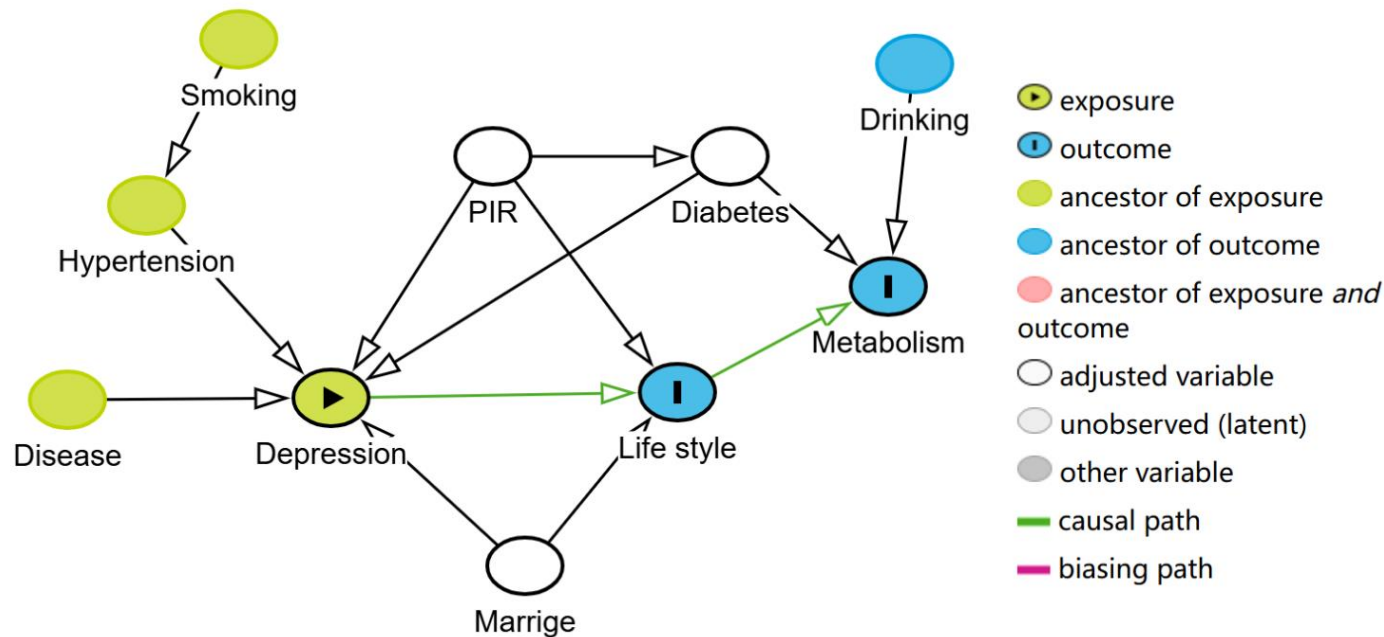 Smoking
Drinking
PIR
Diabetes
Hypertension
Metabolism
Disease
Depression
Life style
Marrige
exposure
outcome
ancestor of exposure
ancestor of outcome
ancestor of exposure and
outcome
adjusted variable
unobserved (latent)
other variable
causal path
biasing path